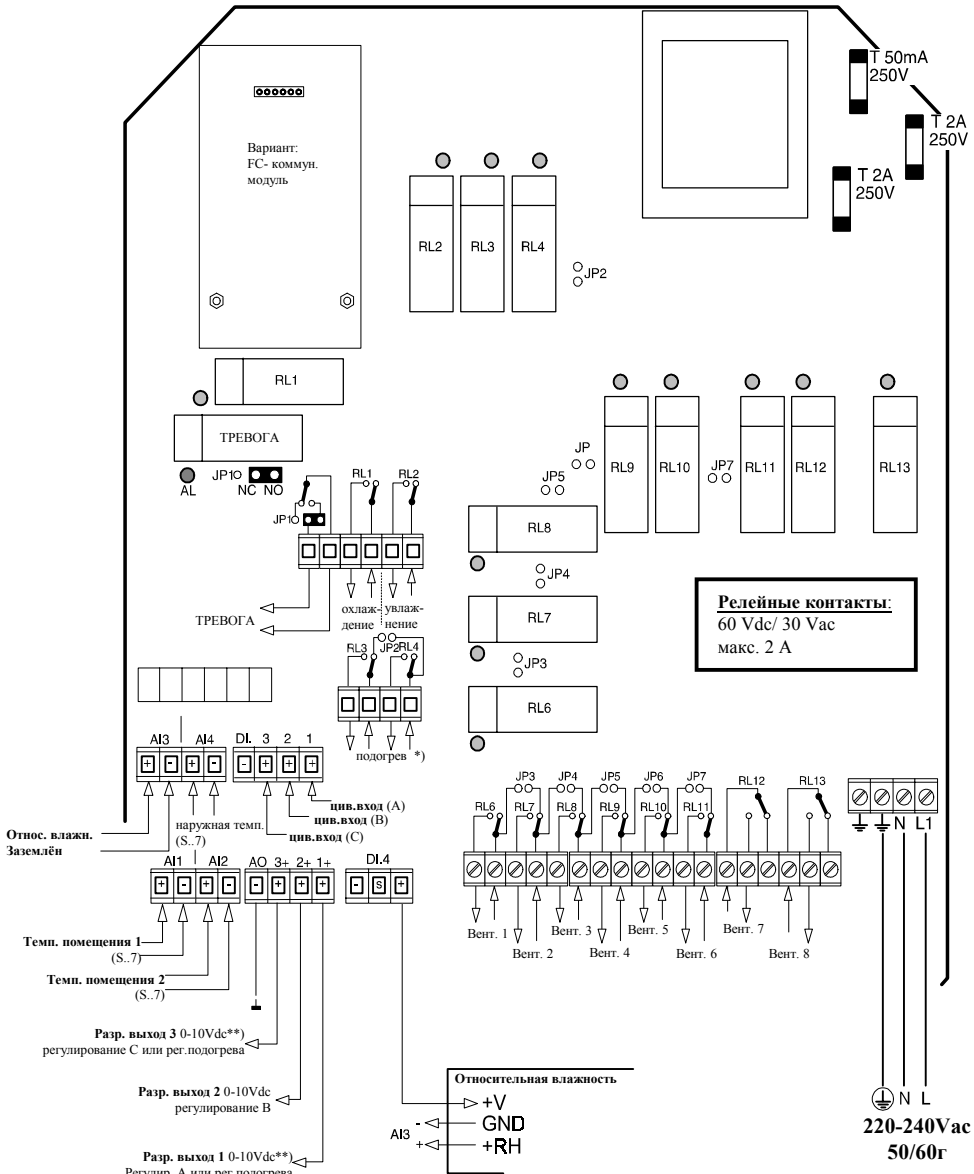 T 50mA
250V
T 2A
250V
T 2A
250V
Вариант:
FC- коммун.
модуль
RL2
RL3
RL4
JP2
RL1
ТРЕВОГА
AL
JP1
NC NO
RL9
RL10
JP7
RL11
RL12
RL13
JP
JP5
RL8
JP4
RL7
JP3
RL6
RL1
RL2
JP1
ТРЕВОГА
охлаж-
дение
увлаж-
нение
RL3
JP2
RL4
подогрев *)
Релейные контакты:
60 Vdc/ 30 Vac
макс. 2 А
AI3
AI4
DI. 3 2 1
+ - + -
- + + +
цив.вход (A)
цив.вход (B)
цив.вход (C)
Относ. влажн.
Заземлён
наружная темп.
(S..7)
AI1
AI2
AO 3+ 2+ 1+
DI.4
+ - + -
- + + +
- s +
Темп. помещения 1
(S..7)
Темп. помещения 2
(S..7)
JP3
JP4
JP5
JP6
JP7
RL6
RL7
RL8
RL9
RL10
RL11
RL12
RL13
N L1
Вент. 1
Вент. 2
Вент. 3
Вент. 4
Вент. 5
Вент. 6
Вент. 7
Вент. 8
Разр. выход 3 0-10Vdc**)
регулирование С или рег.подогрева
Разр. выход 2 0-10Vdc
регулирование В
Разр. выход 1 0-10Vdc**)
Регулир. А или рег.подогрева
Относительная влажность
+V
GND
+RH
AI3
-
+
N L
220-240Vac
50/60г